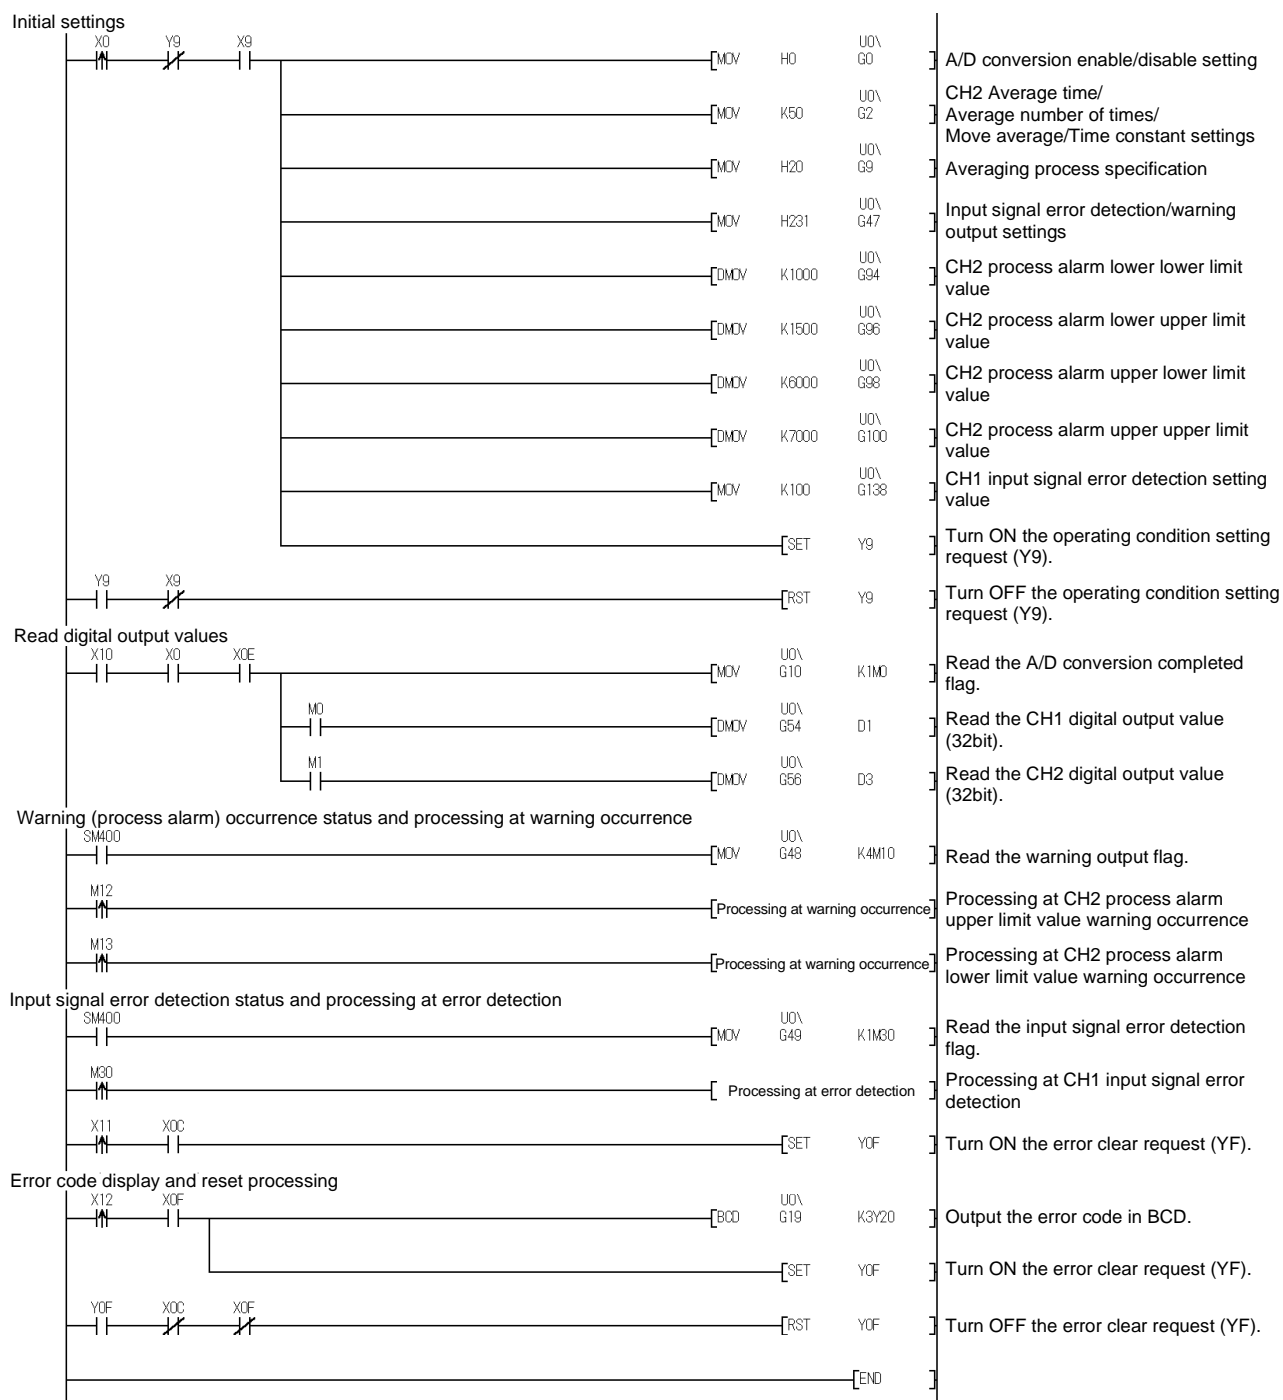 Initial settings
X0 Y9 X9 U0\
MOV H0 G0 A/D conversion enable/disable setting
CH2 Average time/
U0\ Average number of times/
MOV K50 G2 Move average/Time constant settings
U0\
MOV H20 G9 Averaging process specification
U0\ Input signal error detection/warning
MOV H231 G47 output settings
U0\ CH2 process alarm lower lower limit
DMOV K1000 G94 value
U0\ CH2 process alarm lower upper limit
DMOV K1500 G96 value
U0\ CH2 process alarm upper lower limit
DMOV K6000 G98 value
U0\ CH2 process alarm upper upper limit
DMOV K7000 G100 value
U0\ CH1 input signal error detection setting
MOV K100 G138 value
SET Y9 Turn ON the operating condition setting
request (Y9).
Y9 X9
RST Y9 Turn OFF the operating condition setting
request (Y9).
Read digital output values
X10 X0 X0E U0\
MOV G10 K1M0 Read the A/D conversion completed
flag.
M0 U0\
DMOV G54 D1 Read the CH1 digital output value
(32bit).
M1 U0\
DMOV G56 D3 Read the CH2 digital output value
(32bit).
Warning (process alarm) occurrence status and processing at warning occurrence
SM400 U0\
MOV G48 K4M10 Read the warning output flag.
M12
Processing at warning occurrence Processing at CH2 process alarm
upper limit value warning occurrence
M13
Processing at warning occurrence Processing at CH2 process alarm
lower limit value warning occurrence
Input signal error detection status and processing at error detection
SM400 U0\
MOV G49 K1M30 Read the input signal error detection
flag.
M30
Processing at error detection Processing at CH1 input signal error
detection
X11 X0C
SET Y0F Turn ON the error clear request (YF).
Error code display and reset processing
X12 X0F U0\
BCD G19 K3Y20 Output the error code in BCD.
SET Y0F Turn ON the error clear request (YF).
Y0F X0C X0F
RST Y0F Turn OFF the error clear request (YF).
END